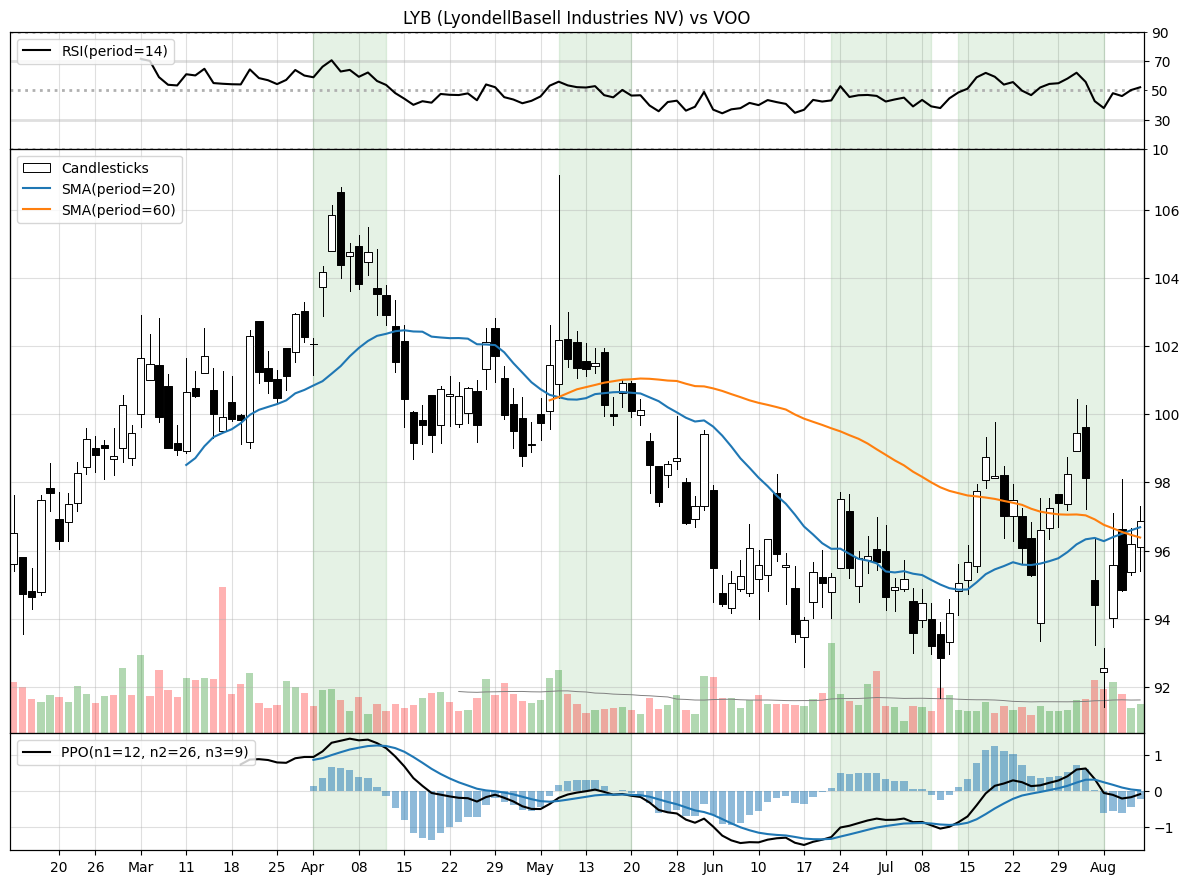 LYB (LyondellBasell Industries NV) vs VOO
RSI(period=14)
90
70
50
30
10
Candlesticks
SMA(period=20)
SMA(period=60)
106
104
102
100
98
96
94
92
PPO(n1=12, n2=26, n3=9)
1
0
−1
20 26 Mar 11 18 25 Apr 08 15 22 29 May 13 20 28 Jun 10 17 24 Jul 08 15 22 29 Aug